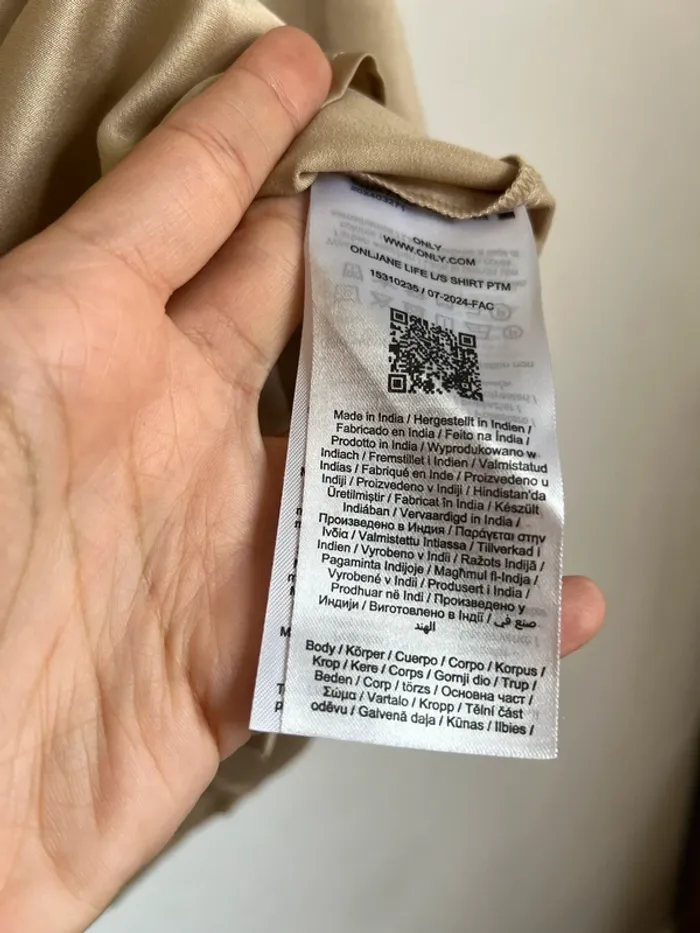 ONLY
WWW.ONLY.COM
ONLJANE LIFE L/S SHIRT PTM
15310235 / 07-2024-FAC
Made in India / Hergestellt in Indien /
Fabricado en India / Feito na Índia /
Prodotto in India / Wyprodukowano w
Indiach / Fremstillet i Indien / Valmistatud
Indias / Fabriqué en Inde / Proizvedeno u
Indiji / Proizvedeno v Indiji / Hindistan'da
Üretilmiştir / Fabricat în India / Készült
Indiában / Vervaardigd in India /
Произведено в Индия / Παράγεται στην
Ινδία / Valmistettu Intiassa / Tillverkad i
Indien / Vyrobeno v Indii / Ražots Indijā /
Pagaminta Indijoje / Magħmul fl-Indja /
Vyrobené v Indii / Produsert i India /
Prodhuar në Indi / Произведено у
Индији / Виготовлено в Індії / صنع في
الهند
Body / Körper / Cuerpo / Corpo / Korpus /
Krop / Kere / Corps / Gornji dio / Trup /
Beden / Corp / törzs / Основна част /
Σώμα / Vartalo / Kropp / Tělní část
oděvu / Galvenā daļa / Kūnas / Ilbies /